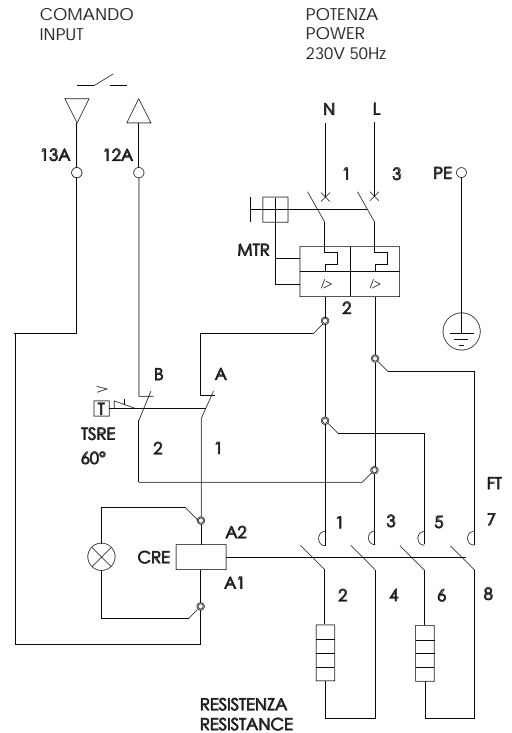 COMANDO
INPUT
POTENZA
POWER
230V 50Hz
N L
13A 12A
1 3 PE
MTR
2
B A
T
TSRE
60°
2 1
FT
A2 1 3 5 7
CRE
A1 2 4 6 8
RESISTENZA
RESISTANCE